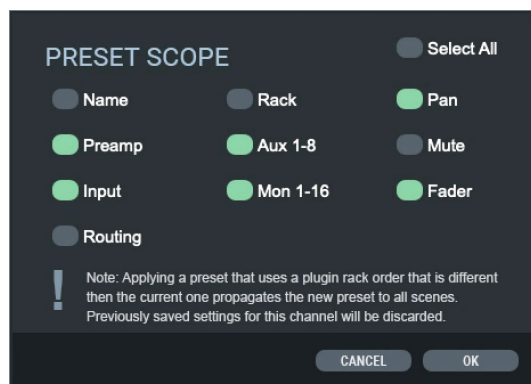 PRESET SCOPE
Select All
Name
Rack
Pan
Preamp
Aux 1-8
Mute
Input
Mon 1-16
Fader
Routing
! Note: Applying a preset that uses a plugin rack order that is different
then the current one propagates the new preset to all scenes.
Previously saved settings for this channel will be discarded.
CANCEL
OK